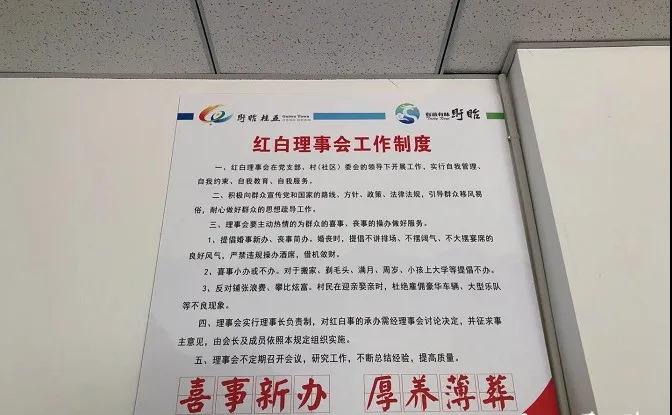 盱眙桂五
Guiwu Town
有滋有味 盱眙
红白理事会工作制度
一、红白理事会在党支部、村(社区）委会的领导下开展工作，实行自我管理、
自我约束、自我教育、自我服务。
二、积极向群众宣传党和国家的路线、方针、政策、法律法规，引导群众移风易
俗，耐心做好群众的思想疏导工作。
三、理事会要主动热情的为群众的喜事、丧事的操办做好服务。
1、提倡婚事新办、丧事简办。婚丧时，提倡不讲排场、不摆阔气、不大摆宴席的
良好风气，严禁违规操办酒席，借机做财。
2、喜事小办或不办。对于搬家、剃毛头、满月、周岁、小孩上大学等提倡不办。
3、反对铺张浪费、攀比炫富。村民在迎亲娶亲时，杜绝雇佣豪华车辆、大型乐队
等不良现象。
四、理事会实行理事长负责制，对红白事的承办需经理事会讨论决定，并征求事
主意见，由会长及成员依照本规定组织实施。
五、理事会不定期召开会议，研究工作，不断总结经验，提高质量。
喜事新办 厚养薄葬